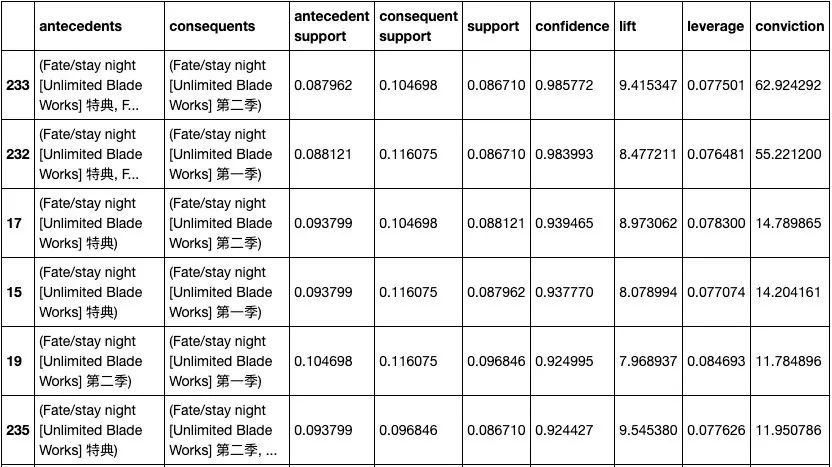 antecedents consequents antecedent support consequent support support confidence lift leverage conviction
233 (Fate/stay night [Unlimited Blade Works] 特典, F... (Fate/stay night [Unlimited Blade Works] 第二季) 0.087962 0.104698 0.086710 0.985772 9.415347 0.077501 62.924292
232 (Fate/stay night [Unlimited Blade Works] 特典, F... (Fate/stay night [Unlimited Blade Works] 第一季) 0.088121 0.116075 0.086710 0.983993 8.477211 0.076481 55.221200
17 (Fate/stay night [Unlimited Blade Works] 特典) (Fate/stay night [Unlimited Blade Works] 第二季) 0.093799 0.104698 0.088121 0.939465 8.973062 0.078300 14.789865
15 (Fate/stay night [Unlimited Blade Works] 特典) (Fate/stay night [Unlimited Blade Works] 第一季) 0.093799 0.116075 0.087962 0.937770 8.078994 0.077074 14.204161
19 (Fate/stay night [Unlimited Blade Works] 第二季) (Fate/stay night [Unlimited Blade Works] 第一季) 0.104698 0.116075 0.096846 0.924995 7.968937 0.084693 11.784896
235 (Fate/stay night [Unlimited Blade Works] 特典) (Fate/stay night [Unlimited Blade Works] 第二季, ... 0.093799 0.096846 0.086710 0.924427 9.545380 0.077626 11.950786